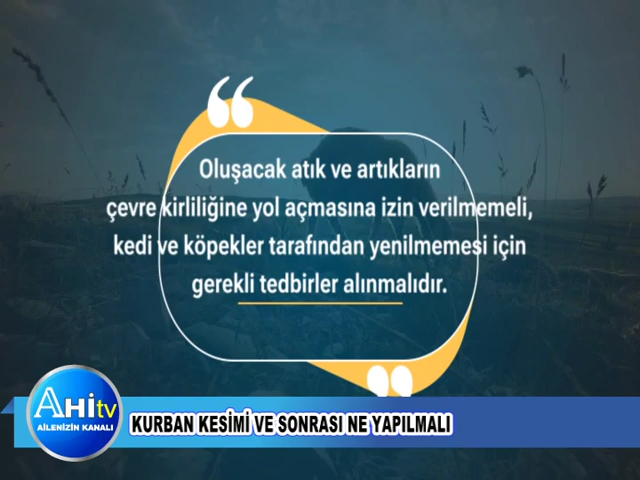 Oluşacak atık ve artıkların
çevre kirliliğine yol açmasına izin verilmemeli,
kedi ve köpekler tarafından yenilmemesi için
gerekli tedbirler alınmalıdır.
AHİ tv
AİLENİZİN KANALI
KURBAN KESİMİ VE SONRASI NE YAPILMALI